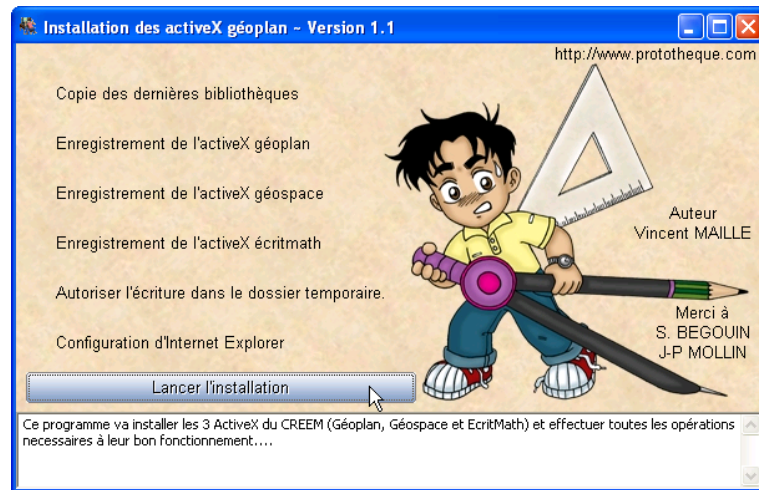 Installation des activeX géoplan ~ Version 1.1
http://www.prototheque.com
Copie des dernières bibliothèques
Enregistrement de l'activeX géoplan
Enregistrement de l'activeX géospace
Enregistrement de l'activeX écritmath
Autoriser l'écriture dans le dossier temporaire.
Configuration d'Internet Explorer
Auteur
Vincent MAILLE
Merci à
S. BEGOUIN
J-P MOLLIN
Lancer l'installation
Ce programme va installer les 3 ActiveX du CREEM (Géoplan, Géospace et EcritMath) et effectuer toutes les opérations
necessaires à leur bon fonctionnement....